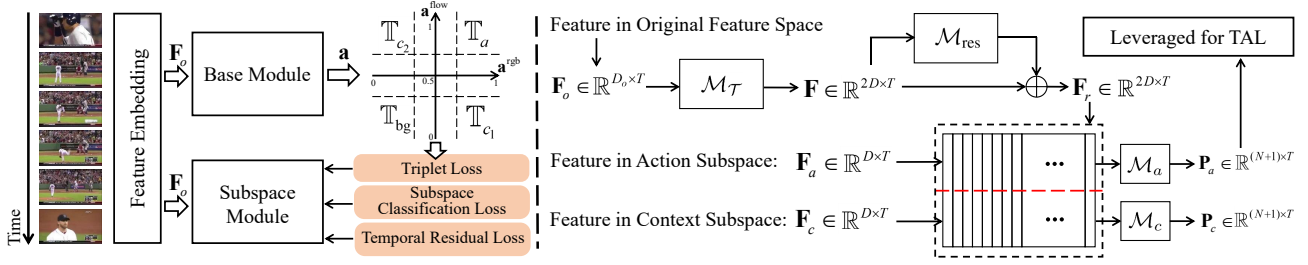 Time
Feature Embedding
F_o
Base Module
a
F_o
Subspace
Module
a^flow
1
𝕋_c₂
𝕋_a
a^rgb
0
0.5
1
𝕋_bg
𝕋_c₁
0
Triplet Loss
Subspace
Classification Loss
Temporal Residual Loss
Feature in Original Feature Space
F_o ∈ ℝ^{D_o×T}
ℳ_𝒯
F ∈ ℝ^{2D×T}
ℳ_res
F_r ∈ ℝ^{2D×T}
Leveraged for TAL
Feature in Action Subspace: F_a ∈ ℝ^{D×T}
...
ℳ_a
P_a ∈ ℝ^{(N+1)×T}
Feature in Context Subspace: F_c ∈ ℝ^{D×T}
...
ℳ_c
P_c ∈ ℝ^{(N+1)×T}